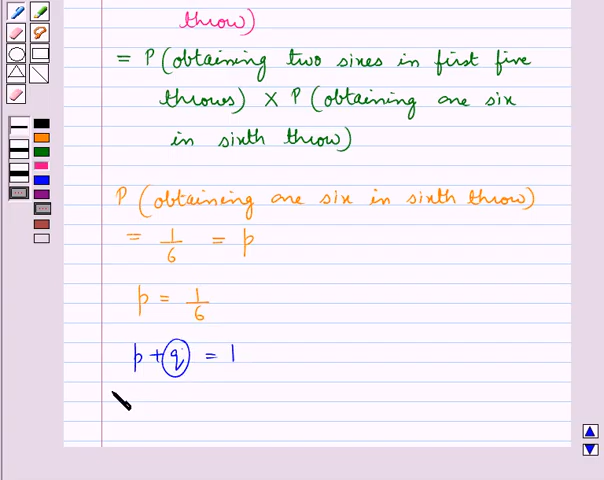 throw)
= P (obtaining two sixes in first five
throws) × P (obtaining one six
in sixth throw)
P (obtaining one six in sixth throw)
= 1/6 = p
p = 1/6
p + q = 1